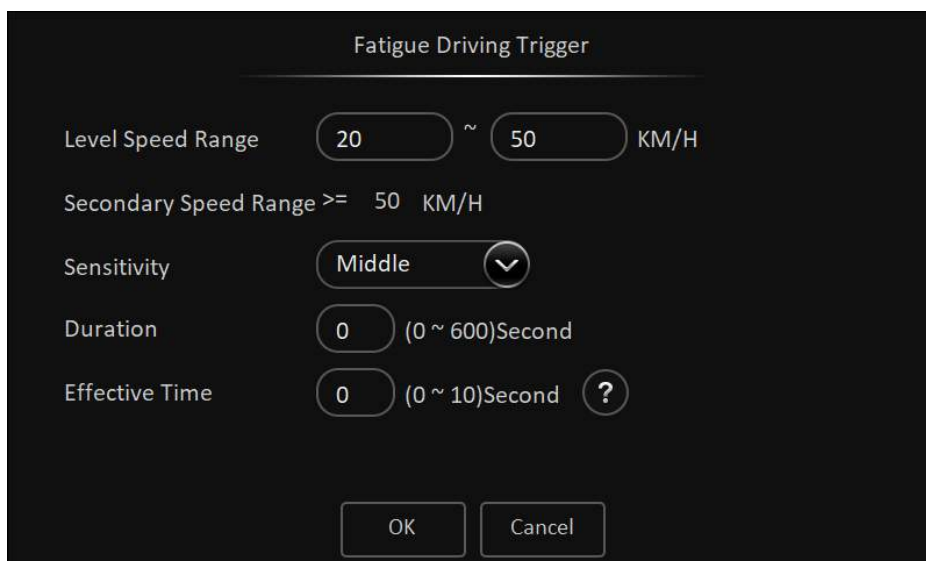 Fatigue Driving Trigger
Level Speed Range 20 ~ 50 KM/H
Secondary Speed Range >= 50 KM/H
Sensitivity Middle
Duration 0 (0 ~ 600)Second
Effective Time 0 (0 ~ 10)Second ?
OK Cancel